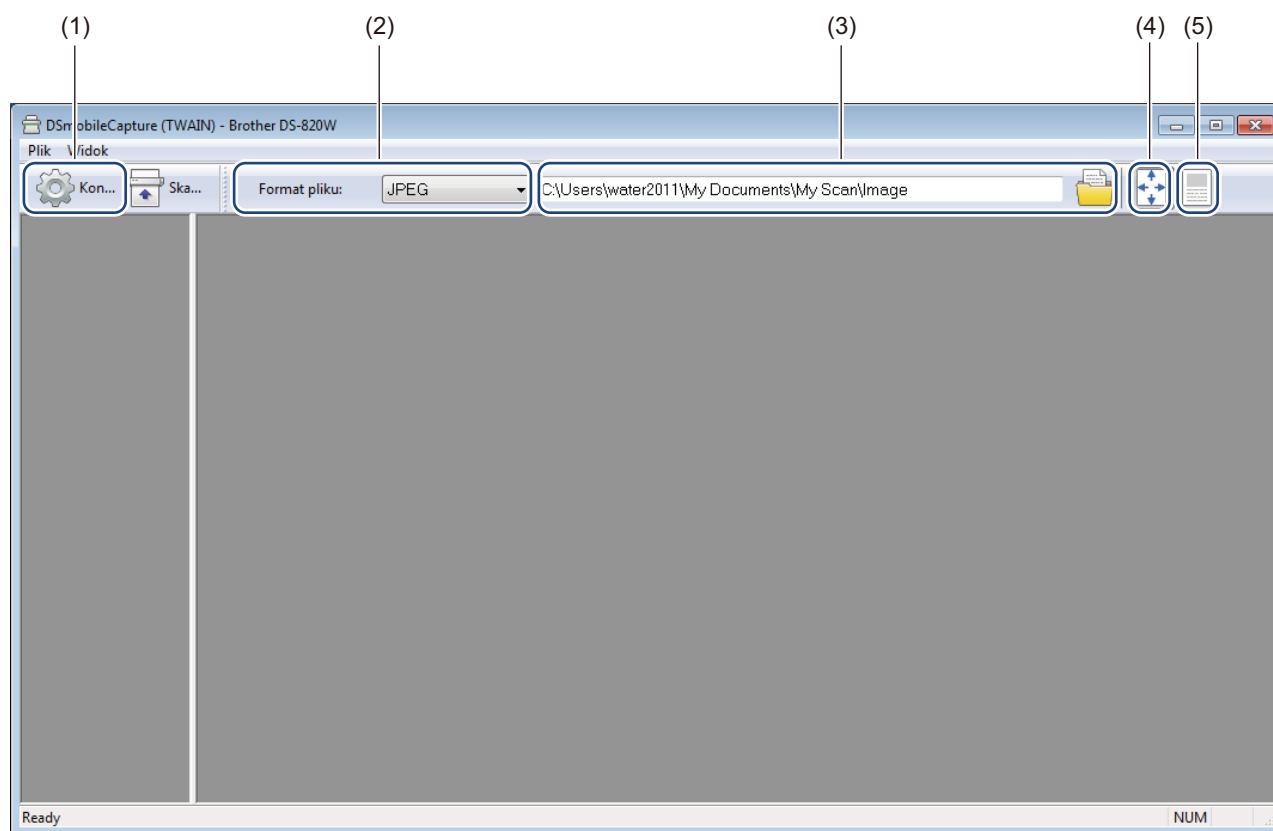 (1) (2) (3) (4) (5)
DSmobileCapture (TWAIN) - Brother DS-820W
Plik Widok
Kon... Ska... Format pliku: JPEG C:\Users\water2011\My Documents\My Scan\Image
Ready NUM